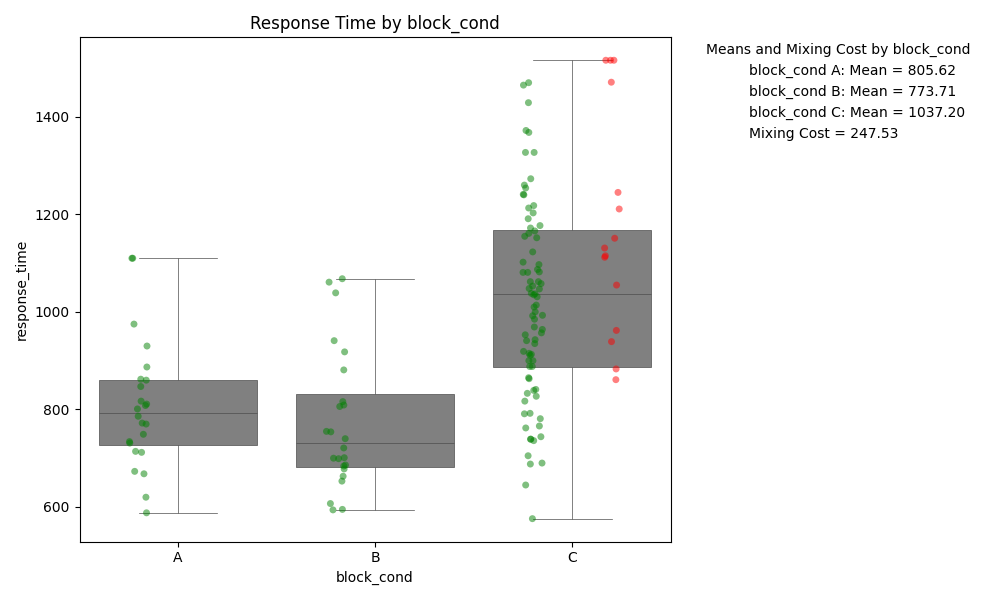 Response Time by block_cond
Means and Mixing Cost by block_cond
block_cond A: Mean = 805.62
block_cond B: Mean = 773.71
block_cond C: Mean = 1037.20
Mixing Cost = 247.53
response_time
1400
1200
1000
800
600
A
B
C
block_cond